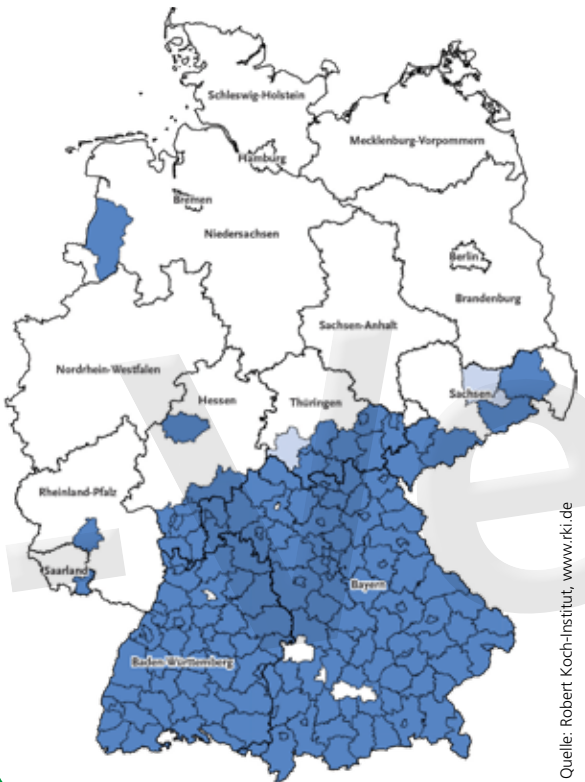 Schleswig-Holstein
Mecklenburg-Vorpommern
Hamburg
Bremen
Niedersachsen
Berlin
Brandenburg
Sachsen-Anhalt
Nordrhein-Westfalen
Hessen
Thüringen
Sachsen
Rheinland-Pfalz
Saarland
Bayern
Baden-Württemberg
Quelle: Robert Koch-Institut, www.rki.de